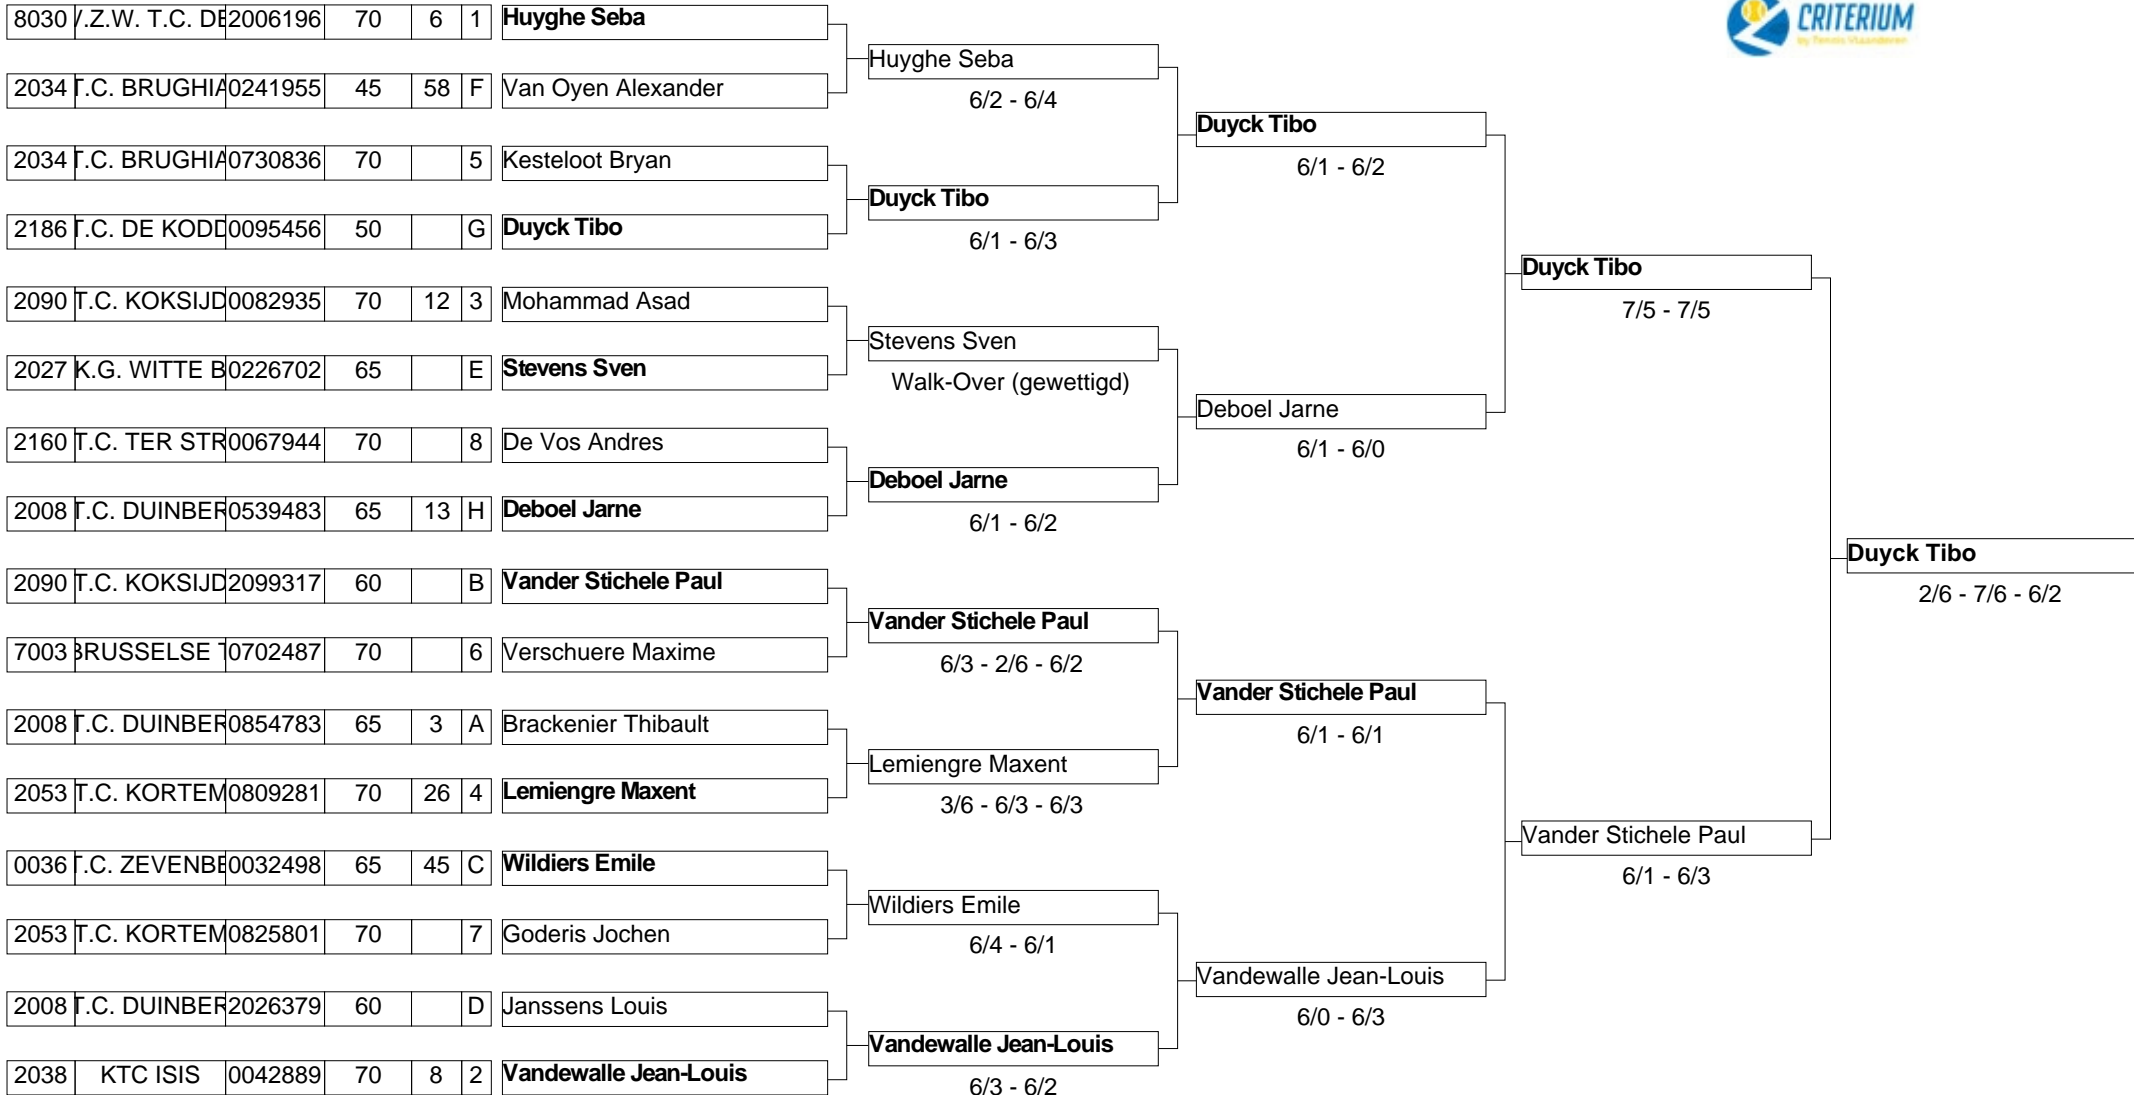 CRITERIUM
by Tennis Vlaanderen
8030 V.Z.W. T.C. DE 2006196 70 6 1 Huyghe Seba
Huyghe Seba
6/2 - 6/4
2034 T.C. BRUGHIA 0241955 45 58 F Van Oyen Alexander
Duyck Tibo
6/1 - 6/2
2034 T.C. BRUGHIA 0730836 70 5 Kesteloot Bryan
Duyck Tibo
6/1 - 6/3
2186 T.C. DE KODD 0095456 50 G Duyck Tibo
Duyck Tibo
7/5 - 7/5
2090 T.C. KOKSIJD 0082935 70 12 3 Mohammad Asad
Stevens Sven
Walk-Over (gewettigd)
2027 K.G. WITTE B 0226702 65 E Stevens Sven
Deboel Jarne
6/1 - 6/0
2160 T.C. TER STR 0067944 70 8 De Vos Andres
Deboel Jarne
6/1 - 6/2
2008 T.C. DUINBER 0539483 65 13 H Deboel Jarne
Duyck Tibo
2/6 - 7/6 - 6/2
2090 T.C. KOKSIJD 2099317 60 B Vander Stichele Paul
Vander Stichele Paul
6/3 - 2/6 - 6/2
7003 BRUSSELSE T 0702487 70 6 Verschuere Maxime
Vander Stichele Paul
6/1 - 6/1
2008 T.C. DUINBER 0854783 65 3 A Brackenier Thibault
Lemiengre Maxent
3/6 - 6/3 - 6/3
2053 T.C. KORTEM 0809281 70 26 4 Lemiengre Maxent
Vander Stichele Paul
6/1 - 6/3
0036 T.C. ZEVENBE 0032498 65 45 C Wildiers Emile
Wildiers Emile
6/4 - 6/1
2053 T.C. KORTEM 0825801 70 7 Goderis Jochen
Vandewalle Jean-Louis
6/0 - 6/3
2008 T.C. DUINBER 2026379 60 D Janssens Louis
Vandewalle Jean-Louis
6/3 - 6/2
2038 KTC ISIS 0042889 70 8 2 Vandewalle Jean-Louis